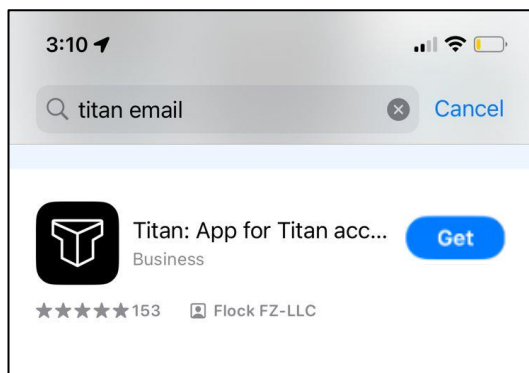 3:10
titan email
Cancel
Titan: App for Titan acc...
Get
Business
153
Flock FZ-LLC